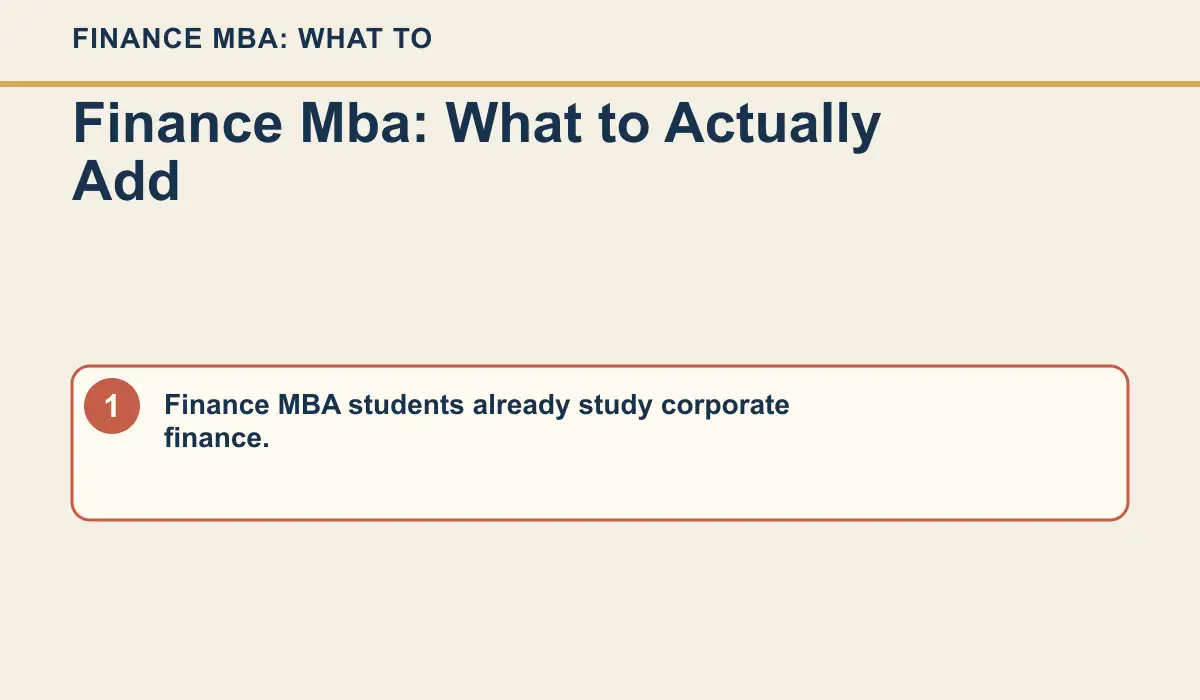 FINANCE MBA: WHAT TO
Finance Mba: What to Actually
Add
1
Finance MBA students already study corporate
finance.